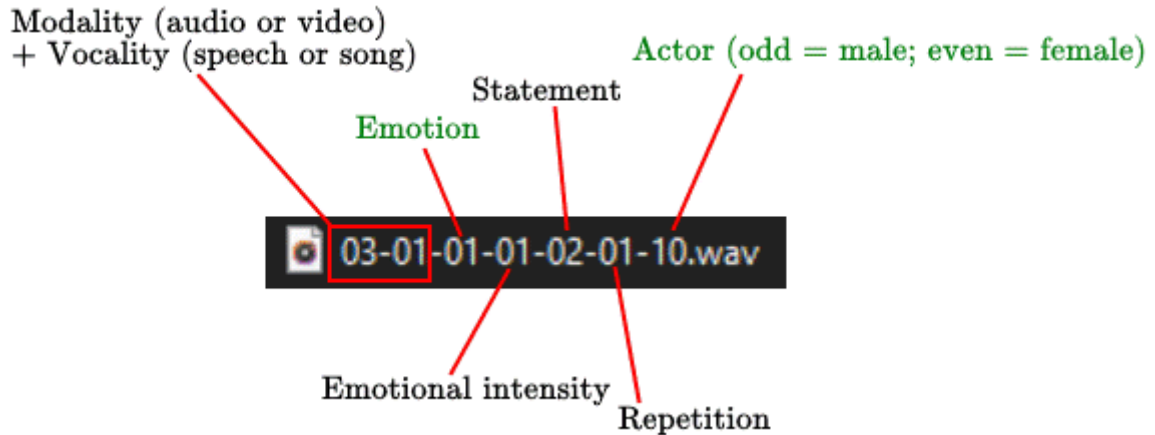 Modality (audio or video)
+ Vocality (speech or song)
Actor (odd = male; even = female)
Statement
Emotion
03-01-01-01-02-01-10.wav
Emotional intensity
Repetition